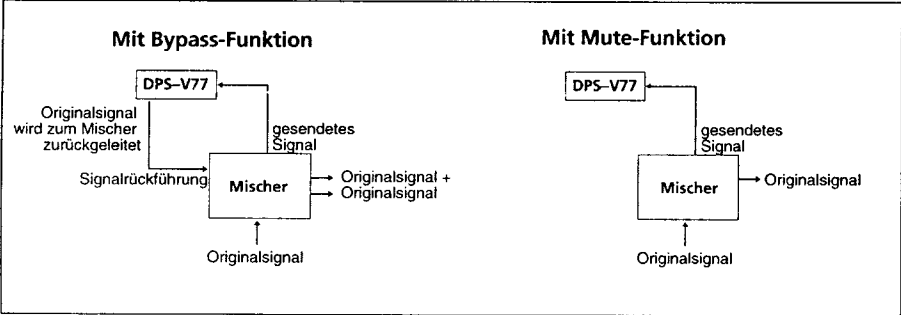 Mit Bypass-Funktion
DPS–V77
Originalsignal
wird zum Mischer
zurückgeleitet
gesendetes
Signal
Signalrückführung
Mischer
Originalsignal +
Originalsignal
Originalsignal
Mit Mute-Funktion
DPS–V77
gesendetes
Signal
Mischer
Originalsignal
Originalsignal